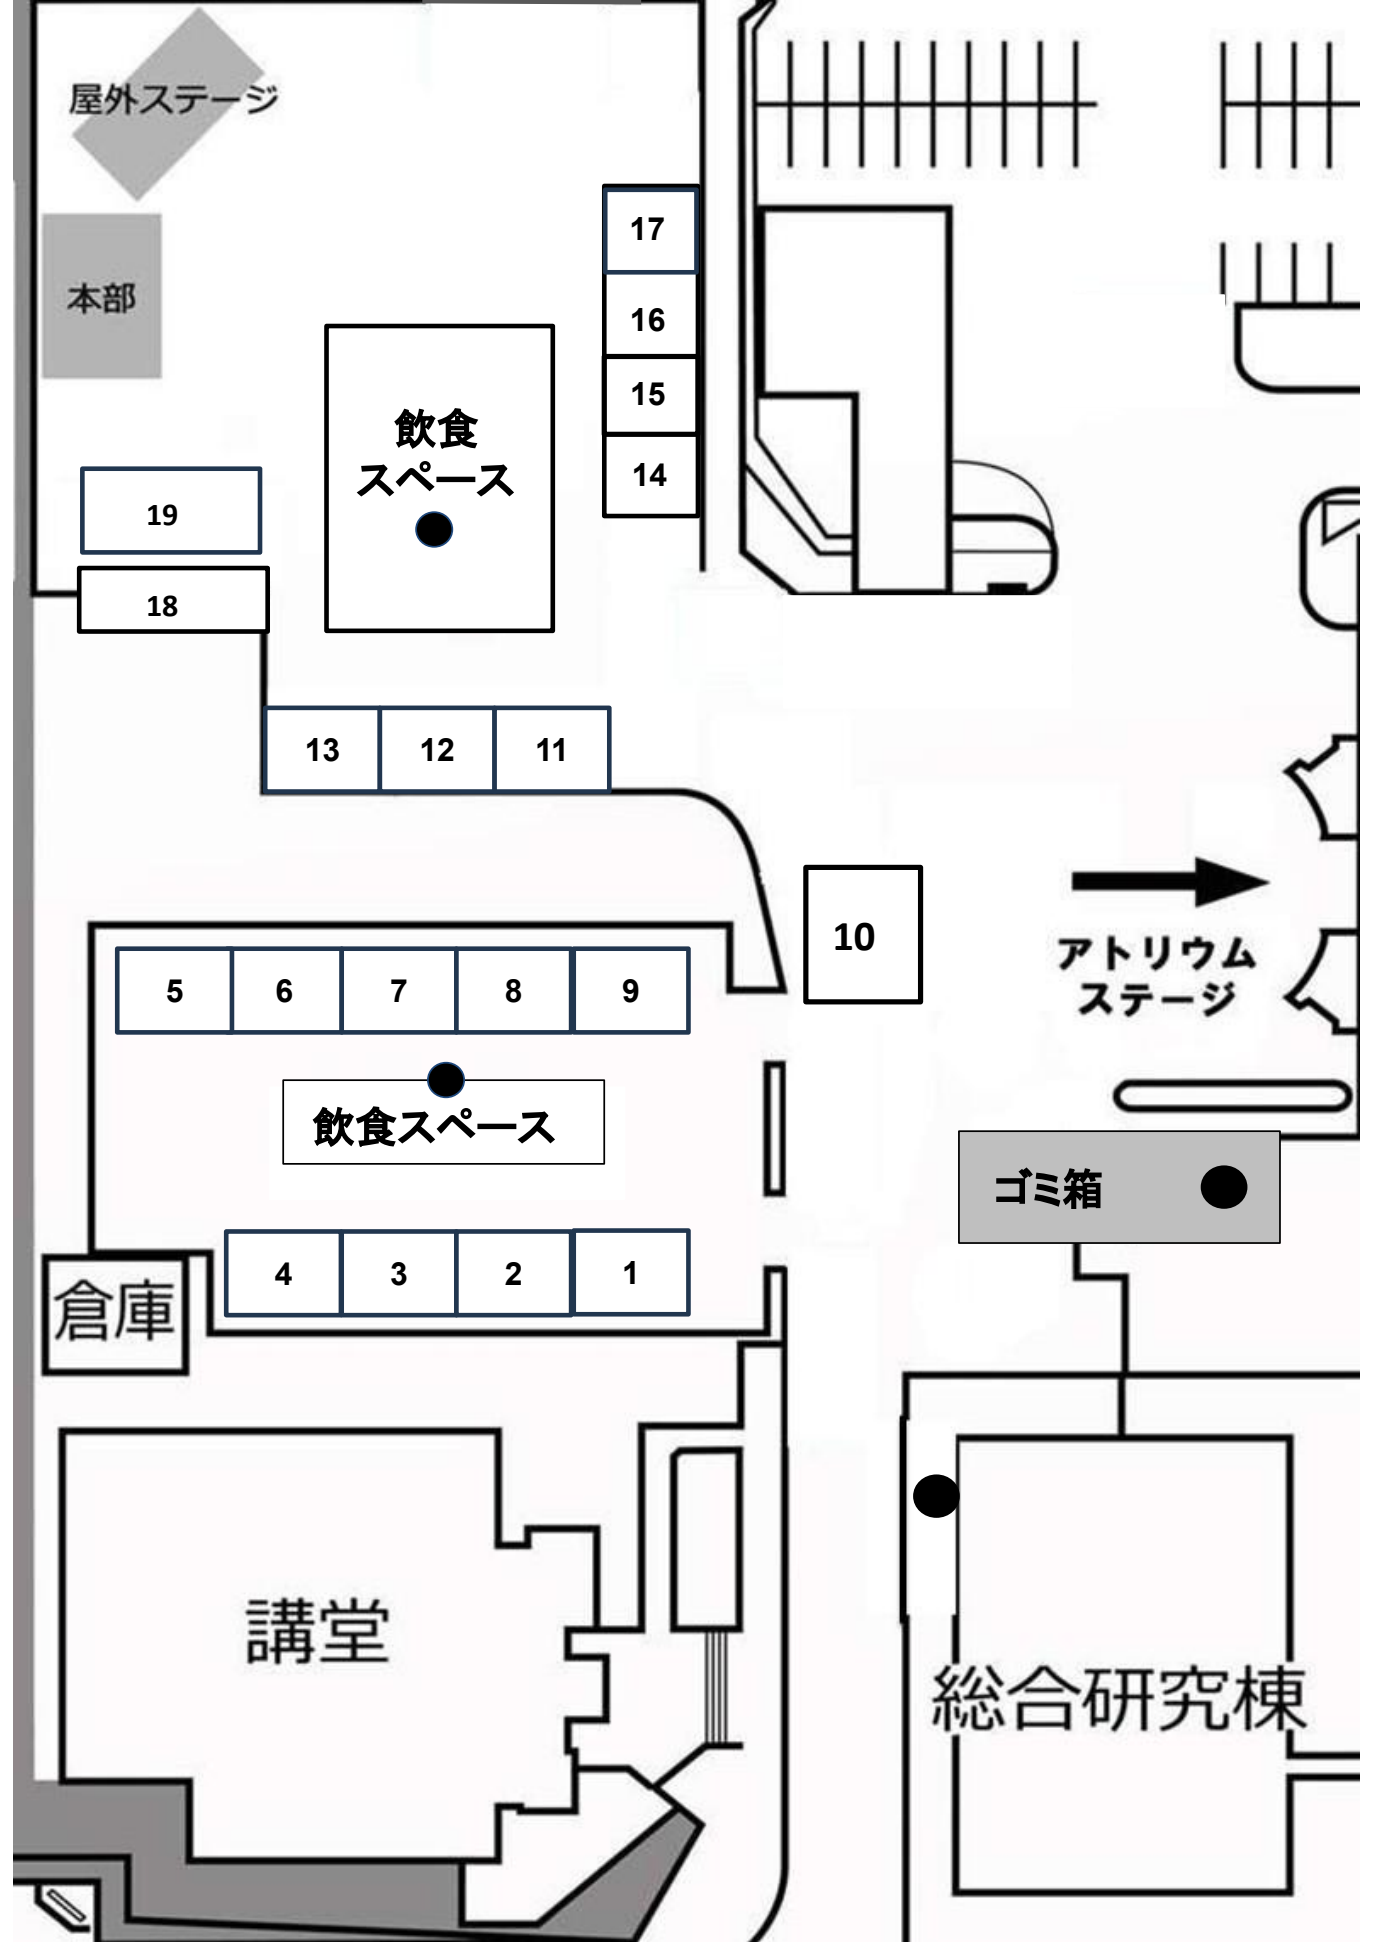 屋外ステージ
本部
17
16
15
14
飲食
スペース
19
18
13 12 11
10
アトリウム
ステージ
5 6 7 8 9
飲食スペース
ゴミ箱
4 3 2 1
倉庫
講堂
総合研究棟